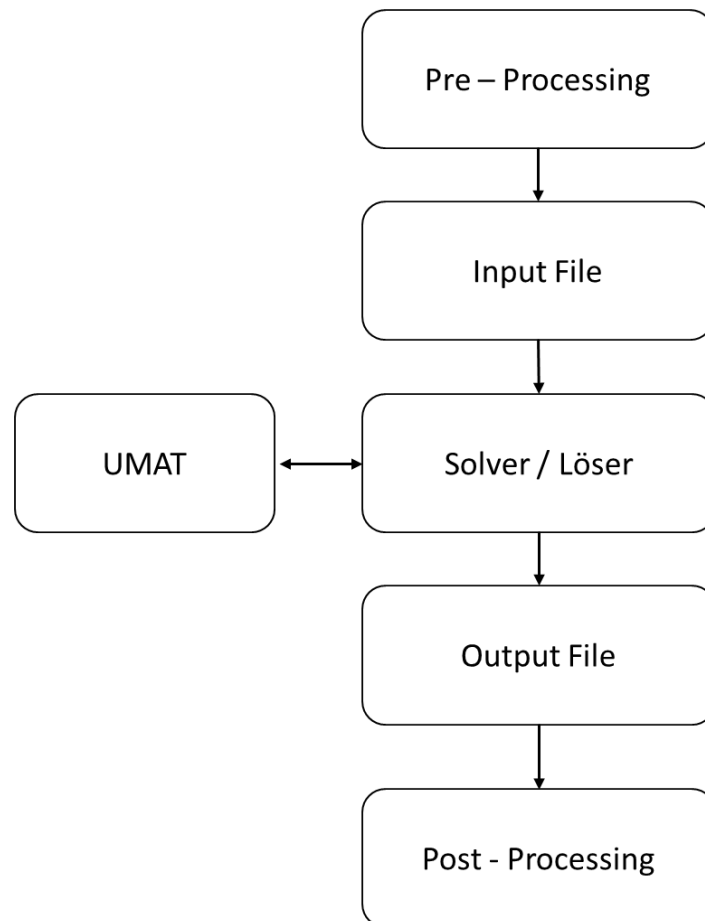 Pre – Processing
Input File
UMAT
Solver / Löser
Output File
Post - Processing